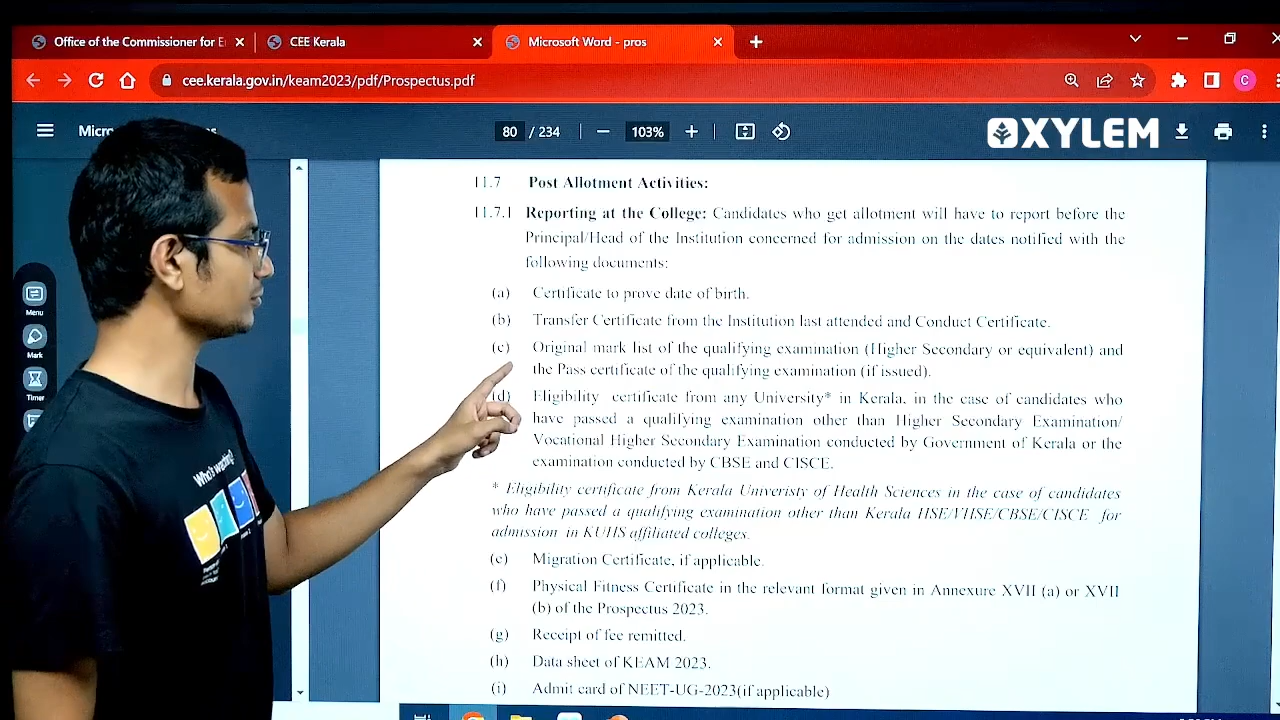 Office of the Commissioner for E
CEE Kerala
Microsoft Word - pros
cee.kerala.gov.in/keam2023/pdf/Prospectus.pdf
C
80 / 234
103%
XYLEM
Menu
Mark
Timer
Who's watching?
11.7 Post Allotment Activities:
11.7.1 Reporting at the College: Candidates who get allotment will have to report before the
Principal/Head of the Institution concerned for admission on the dates notified with the
following documents:
(a) Certificate to prove date of birth.
(b) Transfer Certificate from the Institution last attended and Conduct Certificate.
(c) Original mark list of the qualifying examination (Higher Secondary or equivalent) and
the Pass certificate of the qualifying examination (if issued).
(d) Eligibility certificate from any University* in Kerala, in the case of candidates who
have passed a qualifying examination other than Higher Secondary Examination/
Vocational Higher Secondary Examination conducted by Government of Kerala or the
examination conducted by CBSE and CISCE.
* Eligibility certificate from Kerala Univeristy of Health Sciences in the case of candidates
who have passed a qualifying examination other than Kerala HSE/VHSE/CBSE/CISCE for
admission in KUHS affiliated colleges.
(e) Migration Certificate, if applicable.
(f) Physical Fitness Certificate in the relevant format given in Annexure XVII (a) or XVII
(b) of the Prospectus 2023.
(g) Receipt of fee remitted.
(h) Data sheet of KEAM 2023.
(i) Admit card of NEET-UG-2023(if applicable)